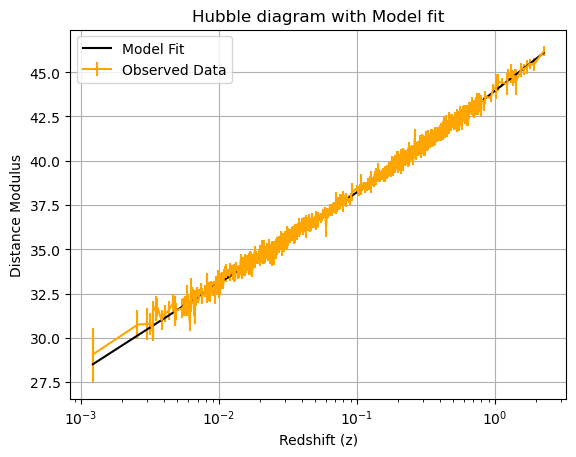 Hubble diagram with Model fit
Model Fit
Observed Data
45.0
42.5
40.0
37.5
35.0
32.5
30.0
27.5
Distance Modulus
10⁻³
10⁻²
10⁻¹
10⁰
Redshift (z)